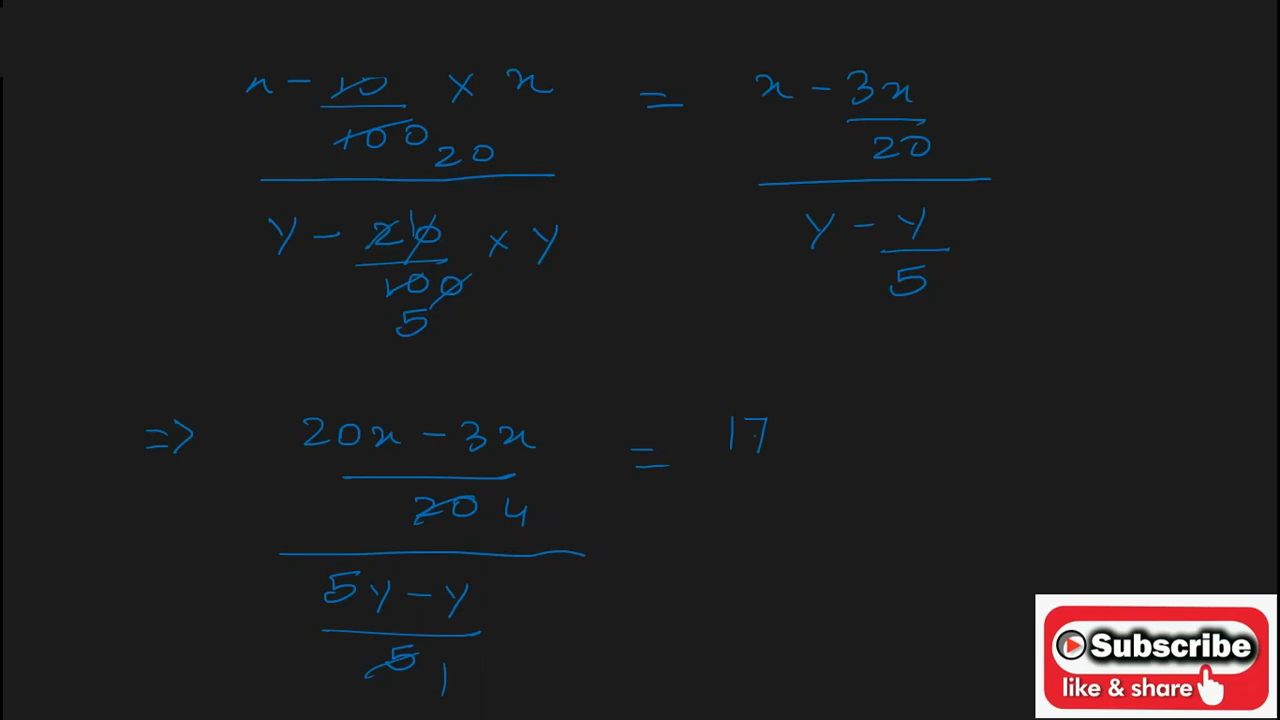 x - 10/100 20 × x = x - 3x/20
y - 20/100 5 × y   y - y/5
=> 20x - 3x/20 4 = 17
5y - y/5 1
Subscribe
like & share